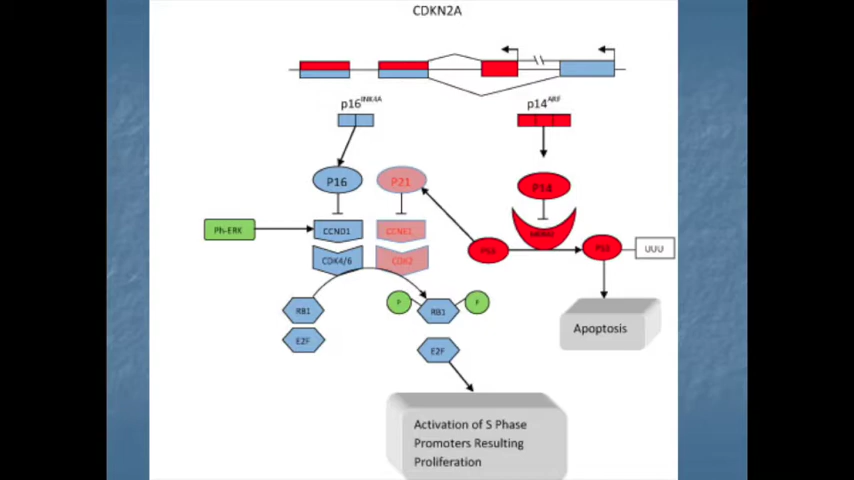 CDKN2A
p16INK4A
p14ARF
P16
P21
P14
Ph-ERK
CCND1
CCNE1
P53
P53
UUU
CDK4/6
CDK2
RB1
P
RB1
P
Apoptosis
E2F
E2F
Activation of S Phase
Promoters Resulting
Proliferation